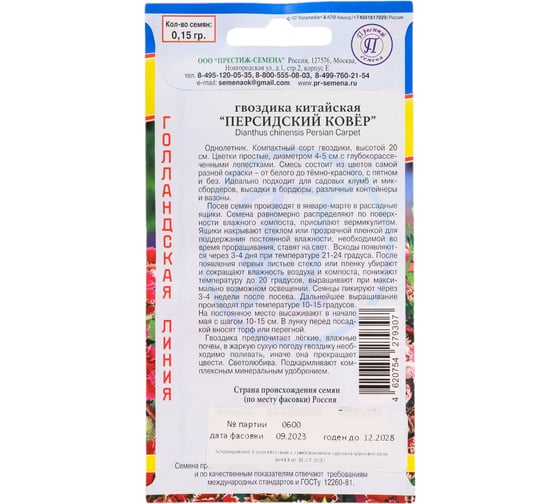 Кол-во семян:
0,15 гр.
ПРЕСТИЖ
СЕМЕНА
ООО "ПРЕСТИЖ-СЕМЕНА" Россия, 127576, Москва,
Новгородская ул, д.1, стр. 2, корпус Е
тел. 8-495-120-05-35, 8-800-555-08-03, 8-499-760-21-54
e-mail: semenaok@gmail.com www.pr-semena.ru
ГОЛЛАНДСКАЯ ЛИНИЯ
гвоздика китайская
"ПЕРСИДСКИЙ КОВЁР"
Dianthus chinensis Persian Carpet
Однолетник. Компактный сорт гвоздики, высотой 20
см. Цветки простые, диаметром 4-5 см с глубокорассе-
ченными лепестками. Смесь состоит из цветов самой
разной окраски – от белого до тёмно-красного, с пятном
и без. Идеально подходит для садовых клумб и мик-
сбордеров, высадки в бордюры, различные контейнеры
и вазоны.
Посев семян производят в январе-марте в рассадные
ящики. Семена равномерно распределяют по поверх-
ности влажного компоста, присыпают вермикулитом.
Ящики накрывают стеклом или прозрачной пленкой для
поддержания постоянной влажности, необходимой во
время проращивания, ставят на свет. Всходы появляют-
ся через 3-4 дня при температуре 21-24 градуса. После
появления первых листьев стекло или пленку убирают
и сокращают влажность воздуха и компоста, понижают
температуру до 20 градусов, выращивают при макси-
мально возможном освещении. Сеянцы пикируют через
3-4 недели после посева. Дальнейшее выращивание
производят при температуре 10-15 градусов.
На постоянное место высаживают в начале
мая с шагом 10-15 см. В лунку перед посад-
кой вносят торф или перегной.
Гвоздика предпочитает лёгкие, влажные
почвы, в жаркую сухую погоду гвоздику необ-
ходимо поливать, иначе она прекращает
цвести. Светолюбива. Подкармливают ком-
плексным минеральным удобрением.
4 620754 279307
Страна происхождения семян
(по месту фасовки) Россия
№ партии 0600
дата фасовки 09.2023 годен до 12.2028
Семена
и по качественным показателям отвечают требованиям
международных стандартов и ГОСТу 12260-81.